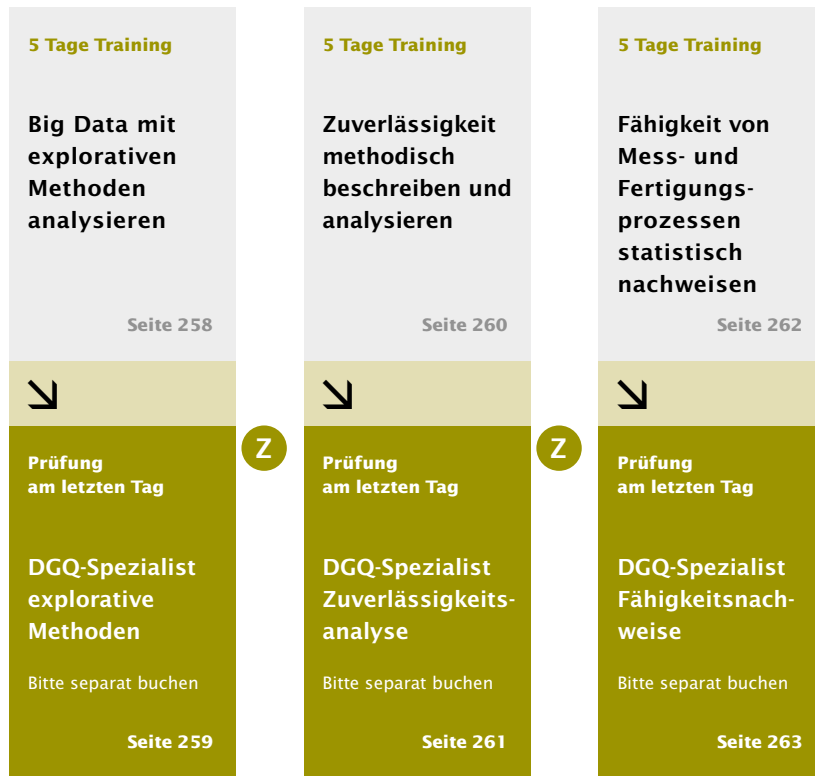 5 Tage Training
Big Data mit
explorativen
Methoden
analysieren
Seite 258
Prüfung
am letzten Tag
DGQ-Spezialist
explorative
Methoden
Bitte separat buchen
Seite 259
Z
5 Tage Training
Zuverlässigkeit
methodisch
beschreiben und
analysieren
Seite 260
Prüfung
am letzten Tag
DGQ-Spezialist
Zuverlässigkeits-
analyse
Bitte separat buchen
Seite 261
Z
5 Tage Training
Fähigkeit von
Mess- und
Fertigungs-
prozessen
statistisch
nachweisen
Seite 262
Prüfung
am letzten Tag
DGQ-Spezialist
Fähigkeitsnach-
weise
Bitte separat buchen
Seite 263